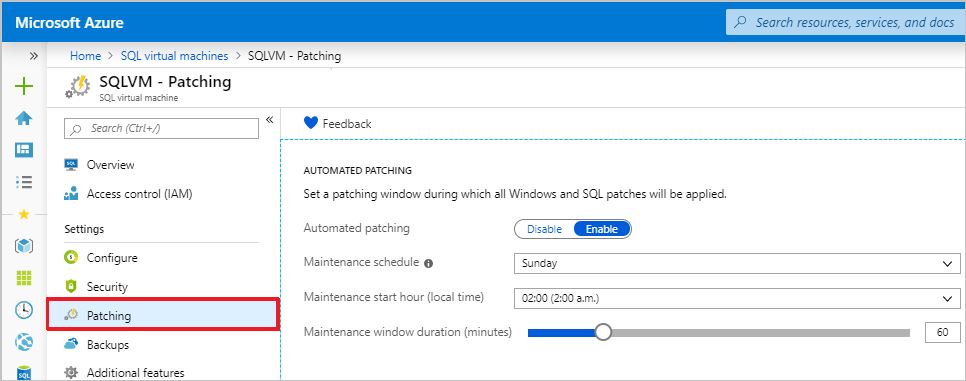 Microsoft Azure
Search resources, services, and docs
Home > SQL virtual machines > SQLVM - Patching
SQLVM - Patching
SQL virtual machine
Search (Ctrl+/)
Feedback
Overview
Access control (IAM)
Settings
Configure
Security
Patching
Backups
Additional features
AUTOMATED PATCHING
Set a patching window during which all Windows and SQL patches will be applied.
Automated patching Disable Enable
Maintenance schedule Sunday
Maintenance start hour (local time) 02:00 (2:00 a.m.)
Maintenance window duration (minutes) 60